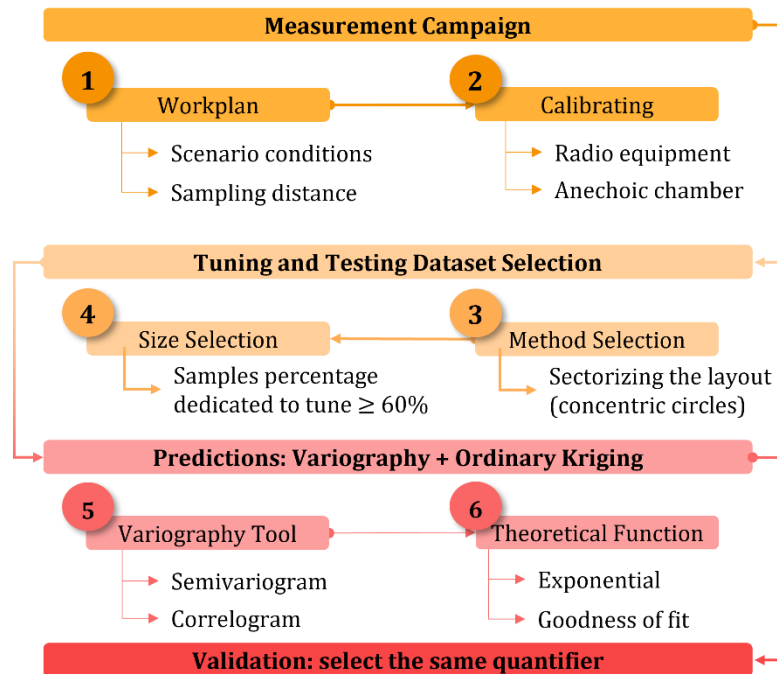 Measurement Campaign
1
Workplan
2
Calibrating
Scenario conditions
Sampling distance
Radio equipment
Anechoic chamber
Tuning and Testing Dataset Selection
4
Size Selection
3
Method Selection
Samples percentage
dedicated to tune ≥ 60%
Sectorizing the layout
(concentric circles)
Predictions: Variography + Ordinary Kriging
5
Variography Tool
6
Theoretical Function
Semivariogram
Correlogram
Exponential
Goodness of fit
Validation: select the same quantifier